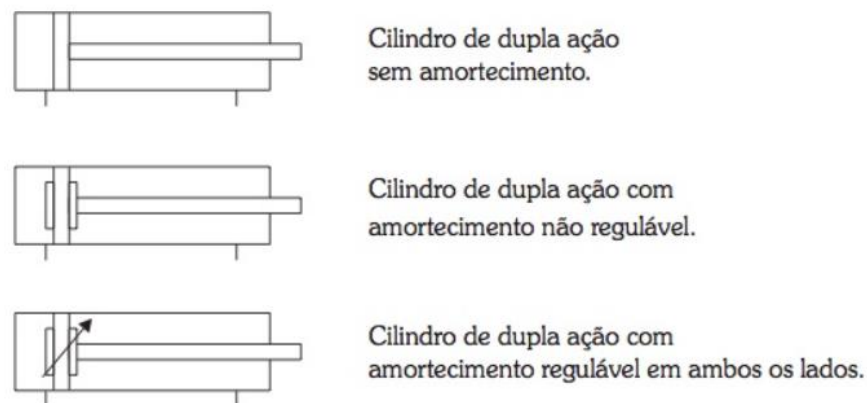 Cilindro de dupla ação
sem amortecimento.
Cilindro de dupla ação com
amortecimento não regulável.
Cilindro de dupla ação com
amortecimento regulável em ambos os lados.